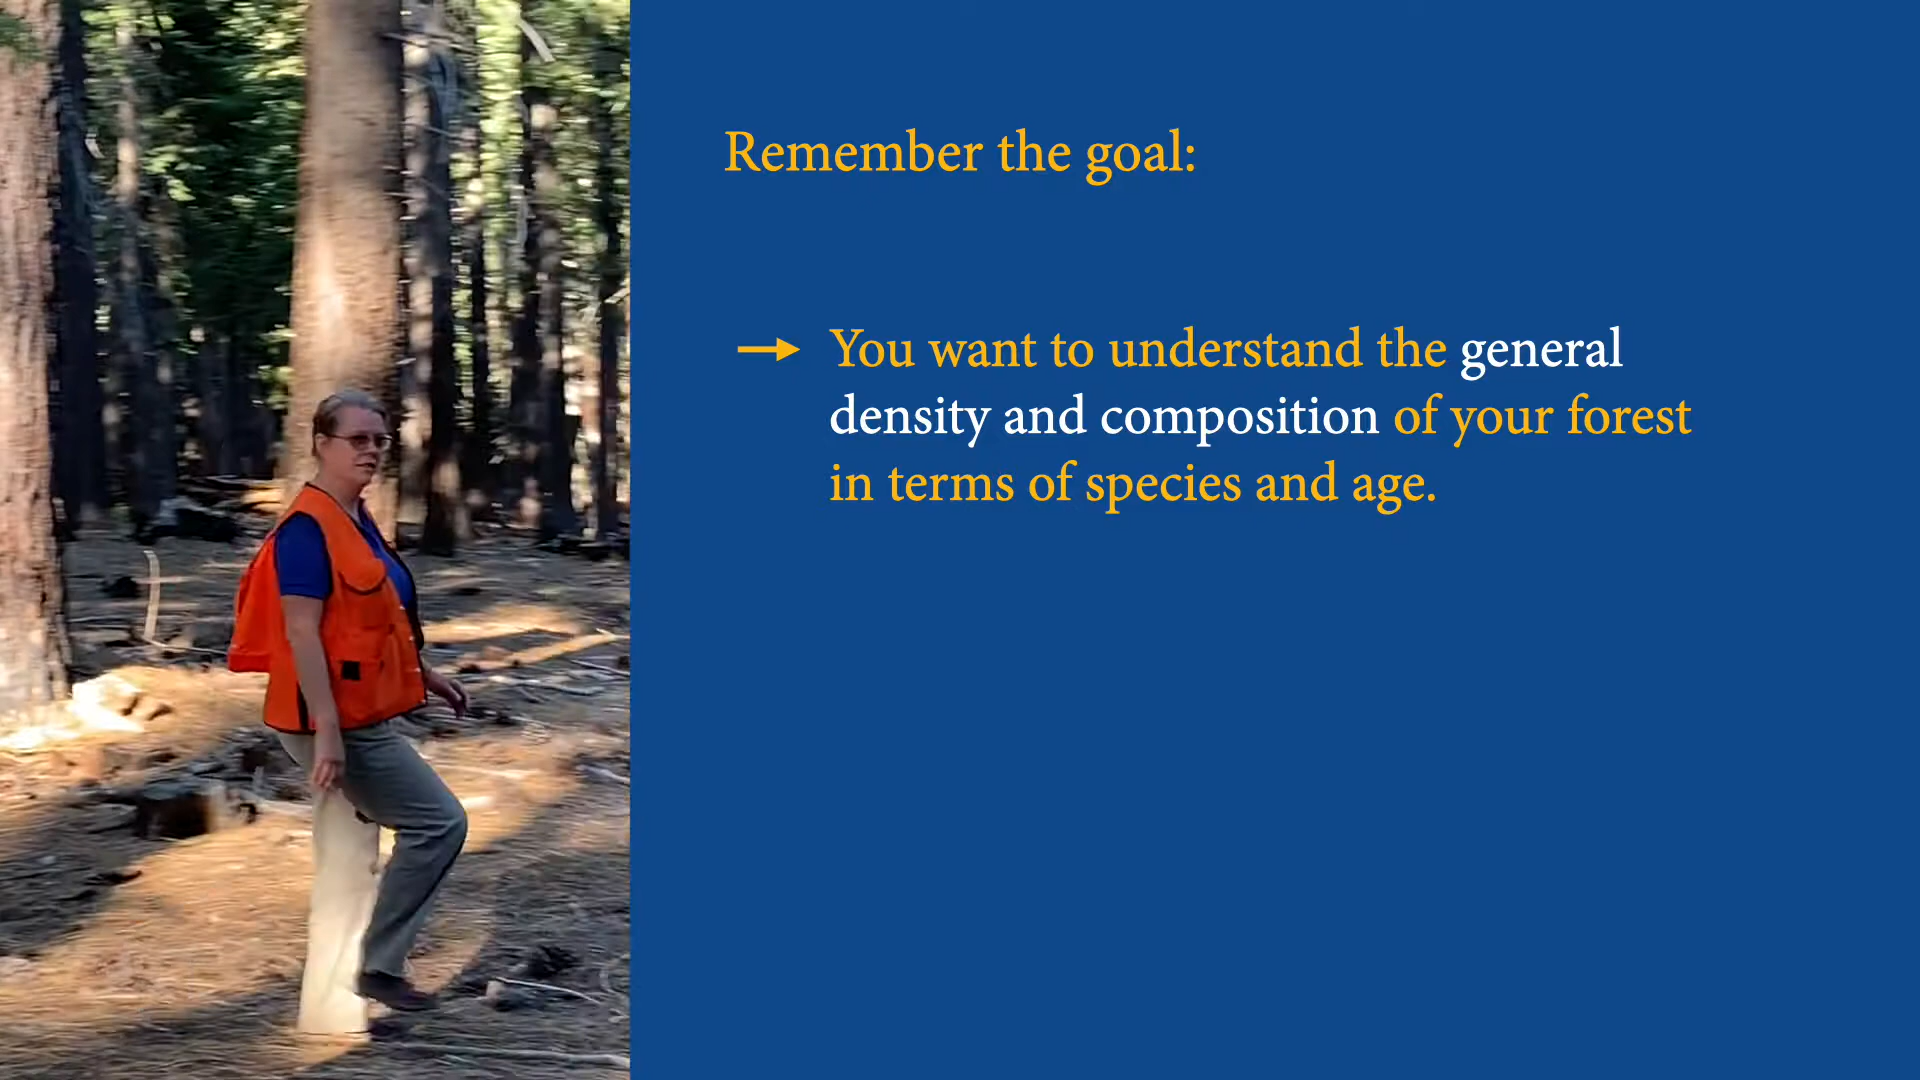 Remember the goal:
You want to understand the general
density and composition of your forest
in terms of species and age.